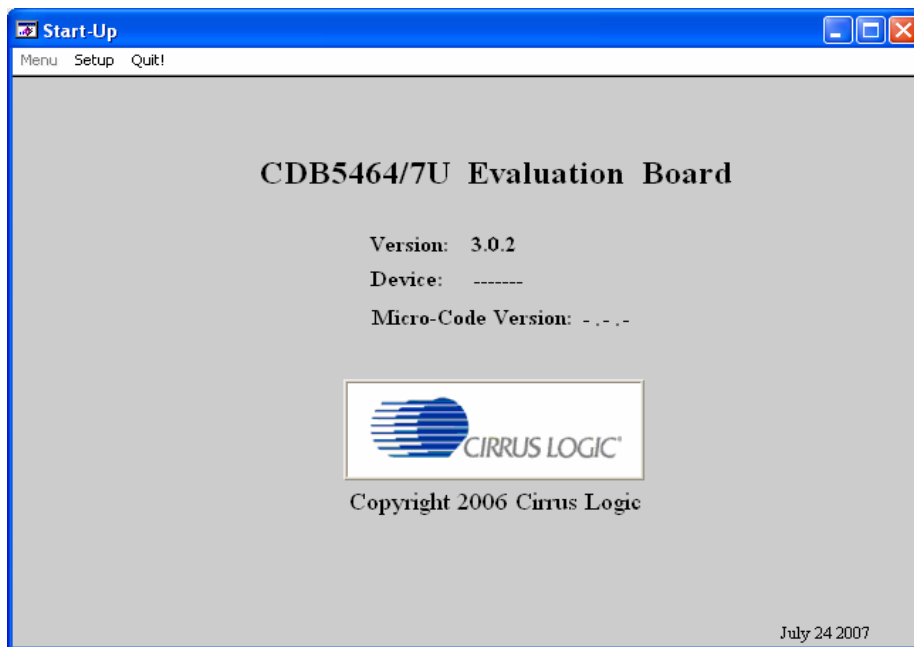 Start-Up
Menu Setup Quit!
CDB5464/7U Evaluation Board
Version: 3.0.2
Device: -------
Micro-Code Version: -.-.-
CIRRUS LOGIC®
Copyright 2006 Cirrus Logic
July 24 2007